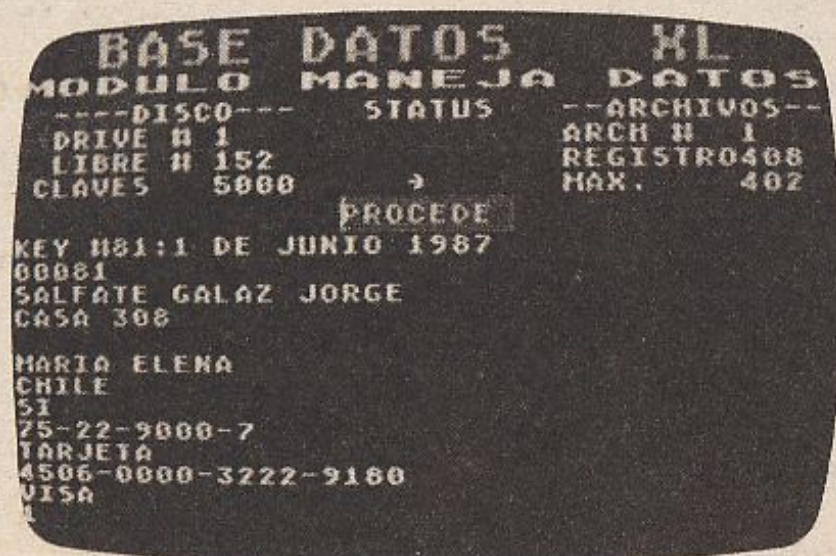 BASE DATOS XL
MODULO MANEJA DATOS
----DISCO--- STATUS --ARCHIVOS--
DRIVE # 1 ARCH # 1
LIBRE # 152 REGISTRO408
CLAVES 5000 → MAX. 402
PROCEDE
KEY #81:1 DE JUNIO 1987
00081
SALFATE GALAZ JORGE
CASA 308
MARIA ELENA
CHILE
SI
75-22-9000-7
TARJETA
4506-0000-3222-9180
VISA